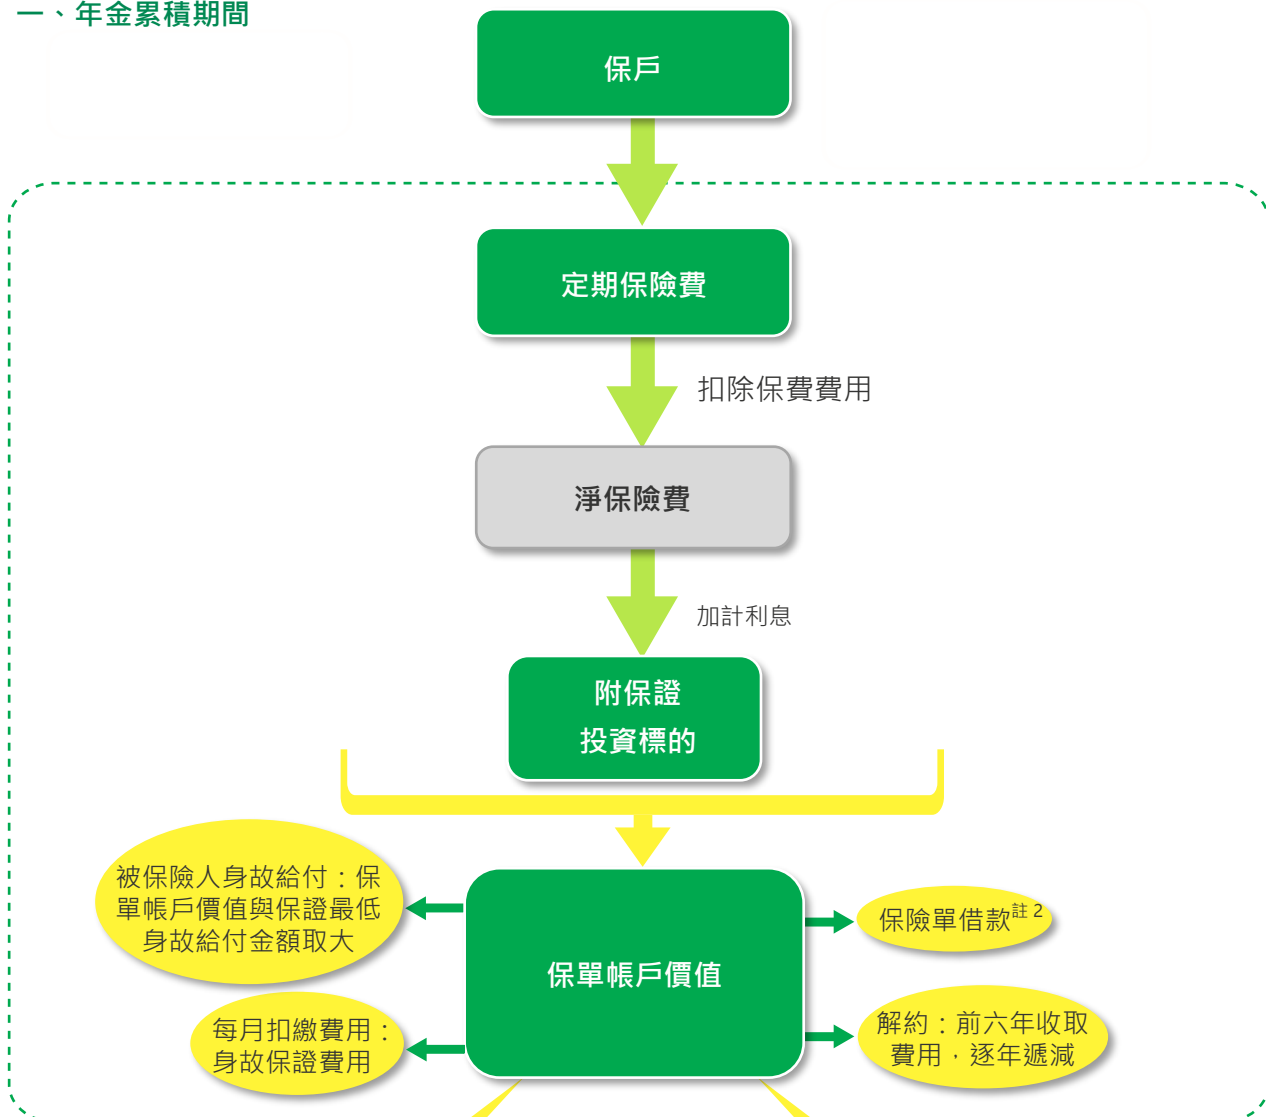 一、年金累積期間
保戶
定期保險費
扣除保費費用
淨保險費
加計利息
附保證
投資標的
被保險人身故給付：保
單帳戶價值與保證最低
身故給付金額取大
保險單借款註 2
保單帳戶價值
每月扣繳費用：
身故保證費用
解約：前六年收取
費用，逐年遞減